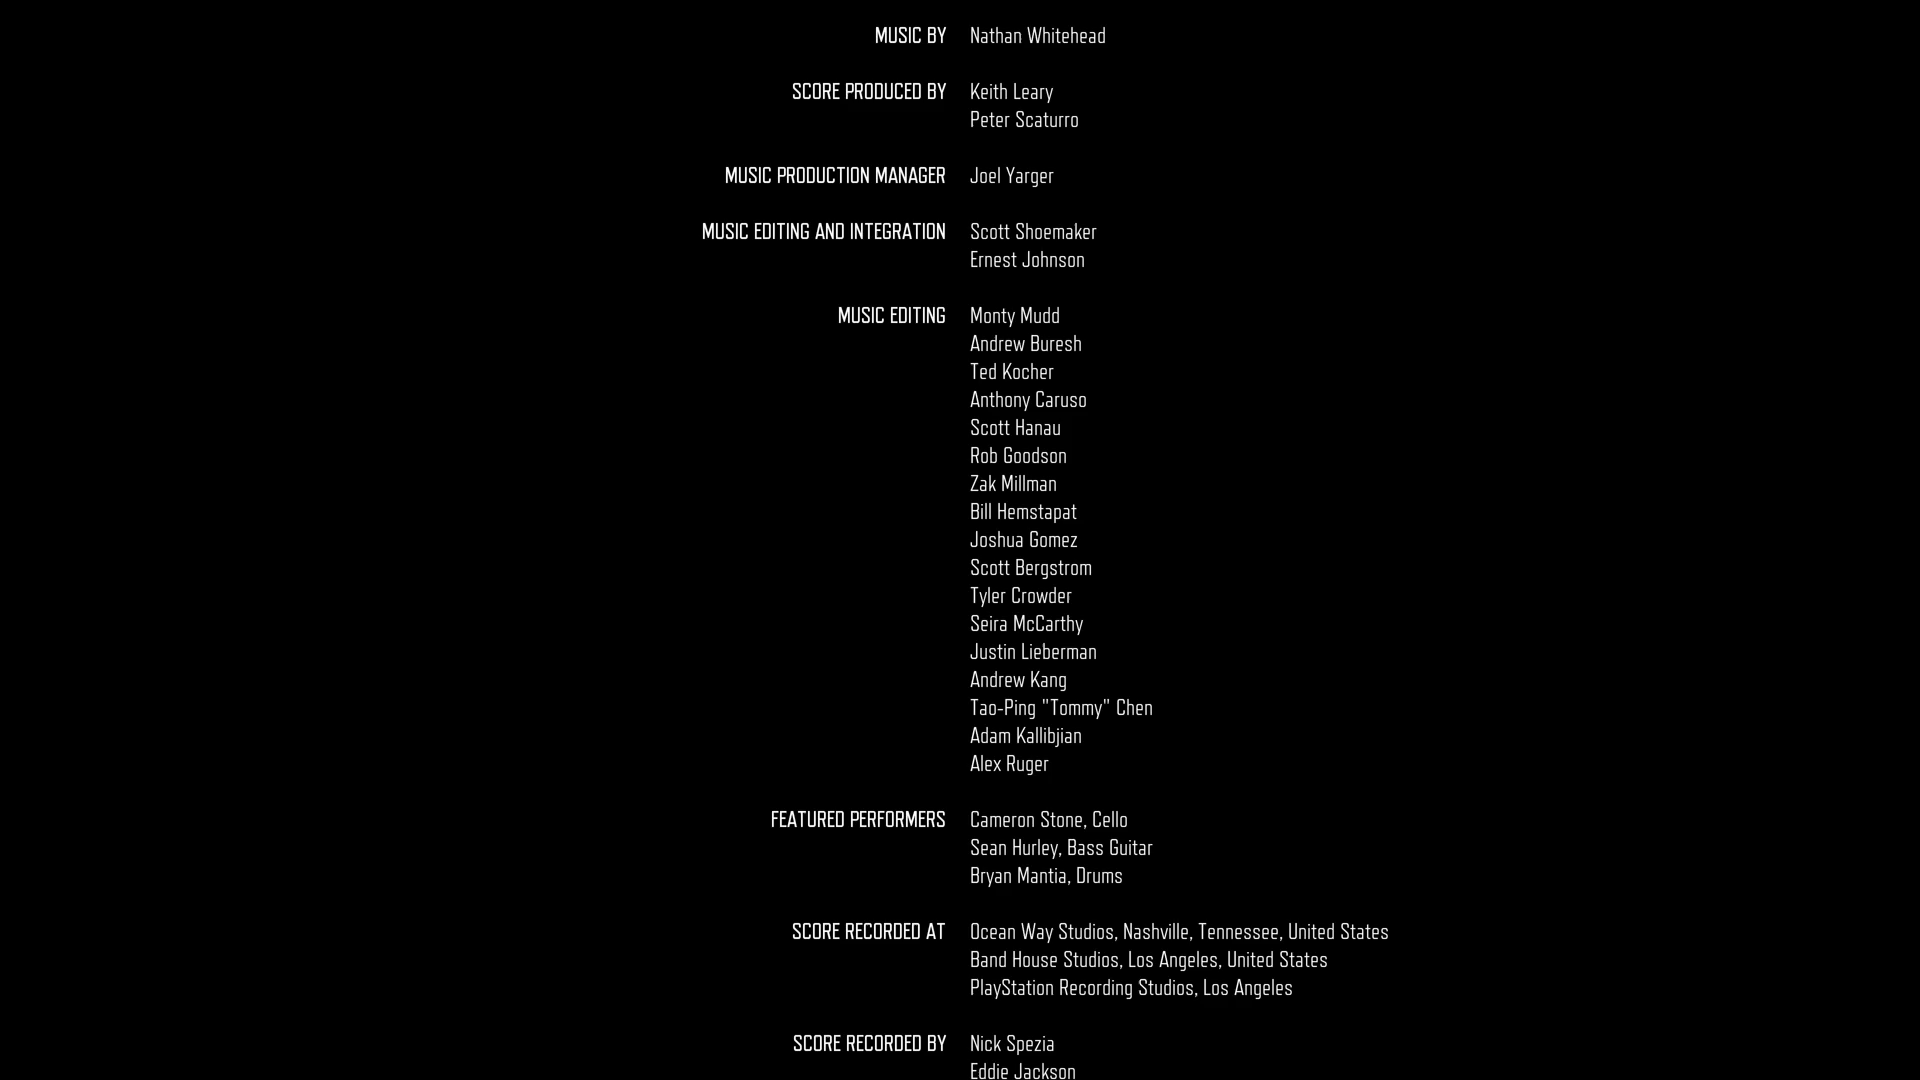 MUSIC BY Nathan Whitehead
SCORE PRODUCED BY Keith Leary
Peter Scaturro
MUSIC PRODUCTION MANAGER Joel Yarger
MUSIC EDITING AND INTEGRATION Scott Shoemaker
Ernest Johnson
MUSIC EDITING Monty Mudd
Andrew Buresh
Ted Kocher
Anthony Caruso
Scott Hanau
Rob Goodson
Zak Millman
Bill Hemstapat
Joshua Gomez
Scott Bergstrom
Tyler Crowder
Seira McCarthy
Justin Lieberman
Andrew Kang
Tao-Ping "Tommy" Chen
Adam Kallibjian
Alex Ruger
FEATURED PERFORMERS Cameron Stone, Cello
Sean Hurley, Bass Guitar
Bryan Mantia, Drums
SCORE RECORDED AT Ocean Way Studios, Nashville, Tennessee, United States
Band House Studios, Los Angeles, United States
PlayStation Recording Studios, Los Angeles
SCORE RECORDED BY Nick Spezia
Eddie Jackson